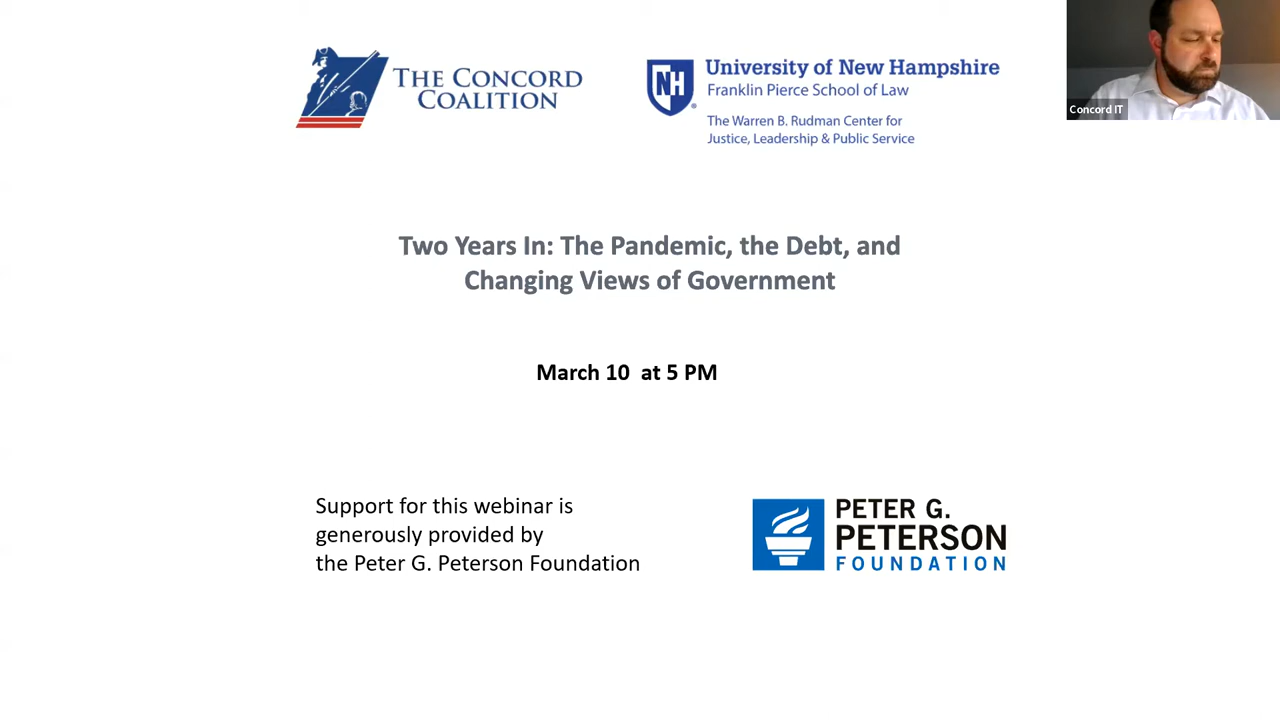 THE CONCORD
COALITION
NH
University of New Hampshire
Franklin Pierce School of Law
The Warren B. Rudman Center for
Justice, Leadership & Public Service
Concord IT
Two Years In: The Pandemic, the Debt, and
Changing Views of Government
March 10 at 5 PM
Support for this webinar is
generously provided by
the Peter G. Peterson Foundation
PETER G.
PETERSON
FOUNDATION